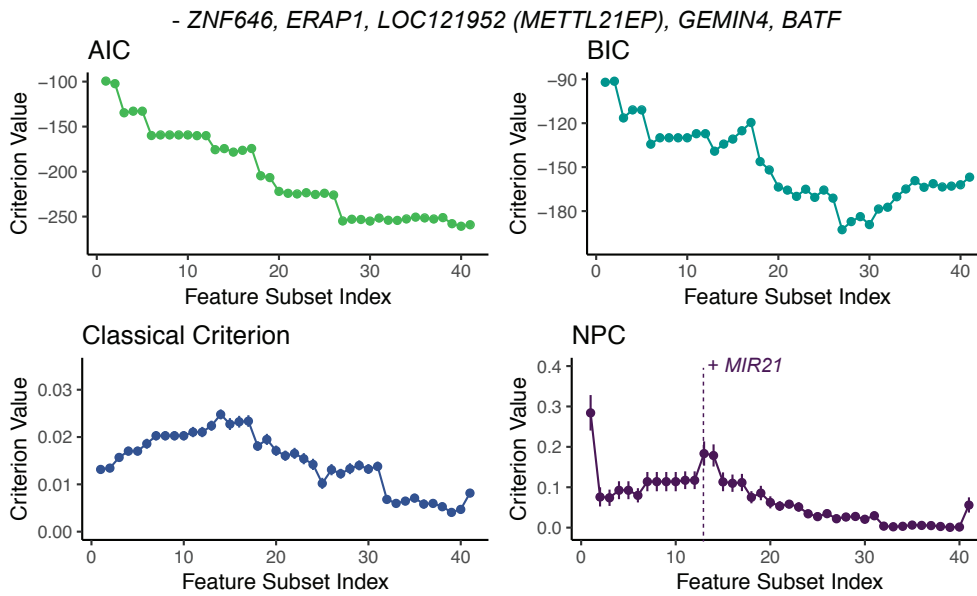 - ZNF646, ERAP1, LOC121952 (METTL21EP), GEMIN4, BATF
AIC
Criterion Value
−100
−150
−200
−250
0 10 20 30 40
Feature Subset Index
BIC
Criterion Value
−90
−120
−150
−180
0 10 20 30 40
Feature Subset Index
Classical Criterion
Criterion Value
0.03
0.02
0.01
0.00
0 10 20 30 40
Feature Subset Index
NPC
Criterion Value
0.4
0.3
0.2
0.1
0.0
+ MIR21
0 10 20 30 40
Feature Subset Index